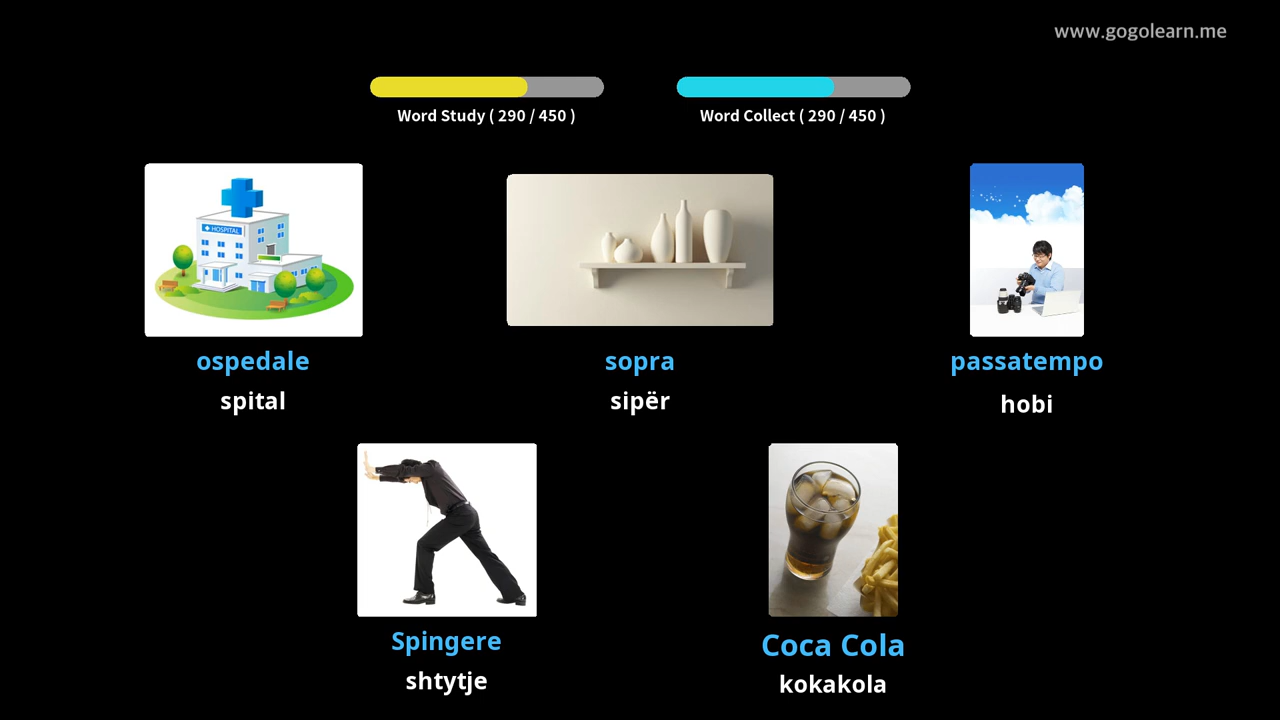 www.gogolearn.me
Word Study ( 290 / 450 )
Word Collect ( 290 / 450 )
HOSPITAL
ospedale
spital
sopra
sipër
passatempo
hobi
Spingere
shtytje
Coca Cola
kokakola